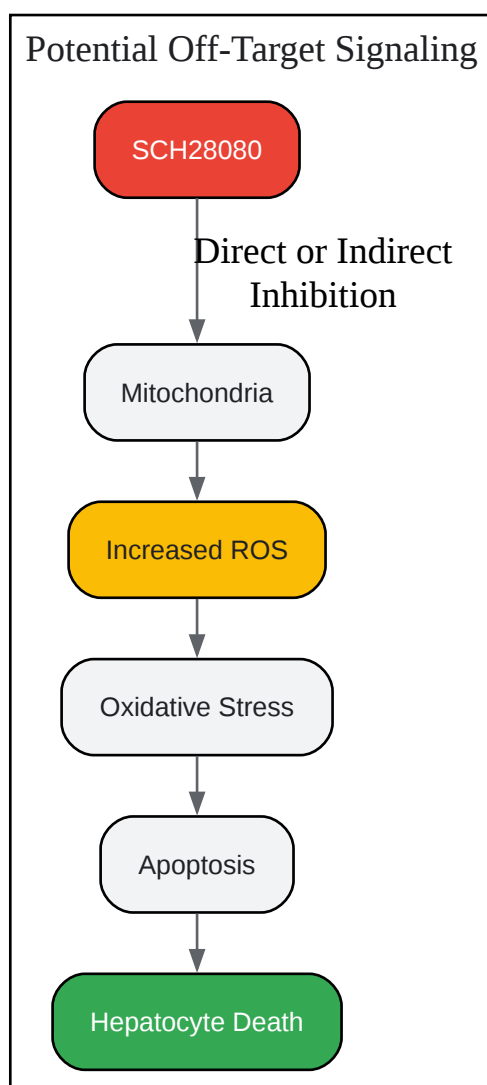 Potential Off-Target Signaling
SCH28080
Direct or Indirect
Inhibition
Mitochondria
Increased ROS
Oxidative Stress
Apoptosis
Hepatocyte Death